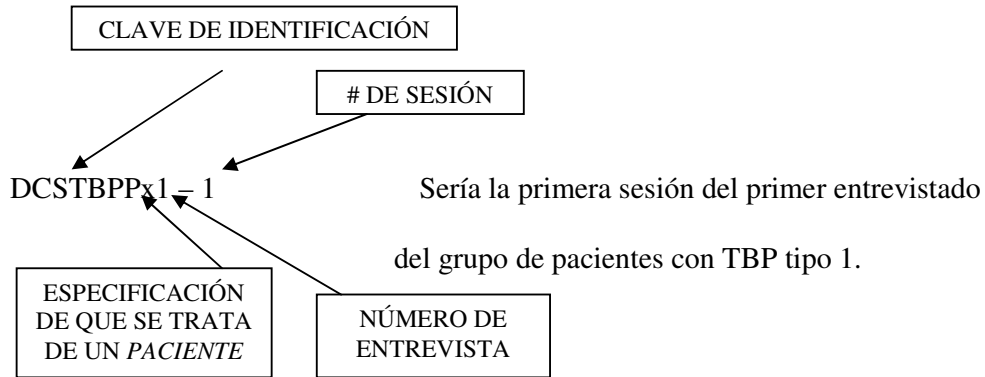 CLAVE DE IDENTIFICACIÓN
# DE SESIÓN
DCSTBPPx1 – 1 Sería la primera sesión del primer entrevistado
del grupo de pacientes con TBP tipo 1.
ESPECIFICACIÓN
DE QUE SE TRATA
DE UN PACIENTE
NÚMERO DE
ENTREVISTA